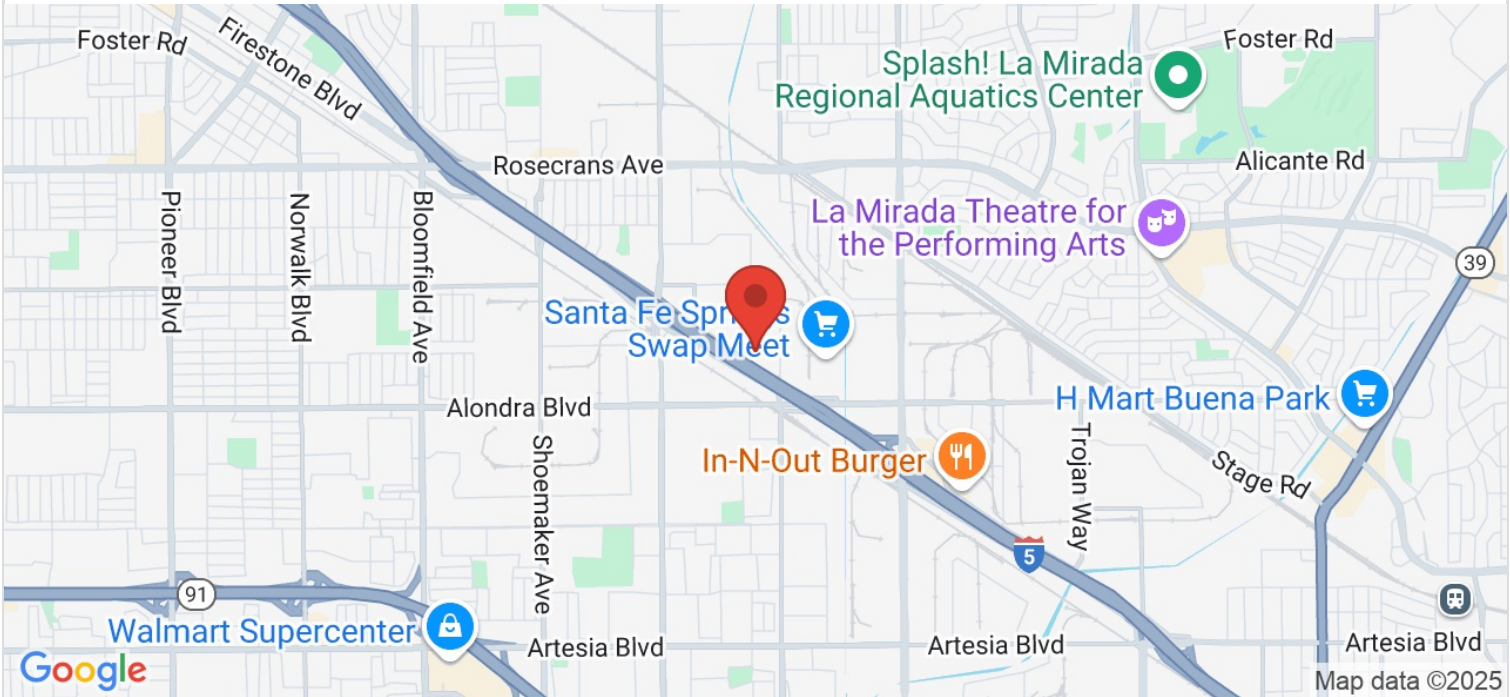 Foster Rd
Firestone Blvd
Foster Rd
Splash! La Mirada
Regional Aquatics Center
Rosecrans Ave
Alicante Rd
Pioneer Blvd
Norwalk Blvd
Bloomfield Ave
La Mirada Theatre for
the Performing Arts
39
Santa Fe Springs
Swap Meet
H Mart Buena Park
Alondra Blvd
Shoemaker Ave
In-N-Out Burger
Trojan Way
Stage Rd
5
91
Walmart Supercenter
Artesia Blvd
Artesia Blvd
Artesia Blvd
Google
Map data ©2025